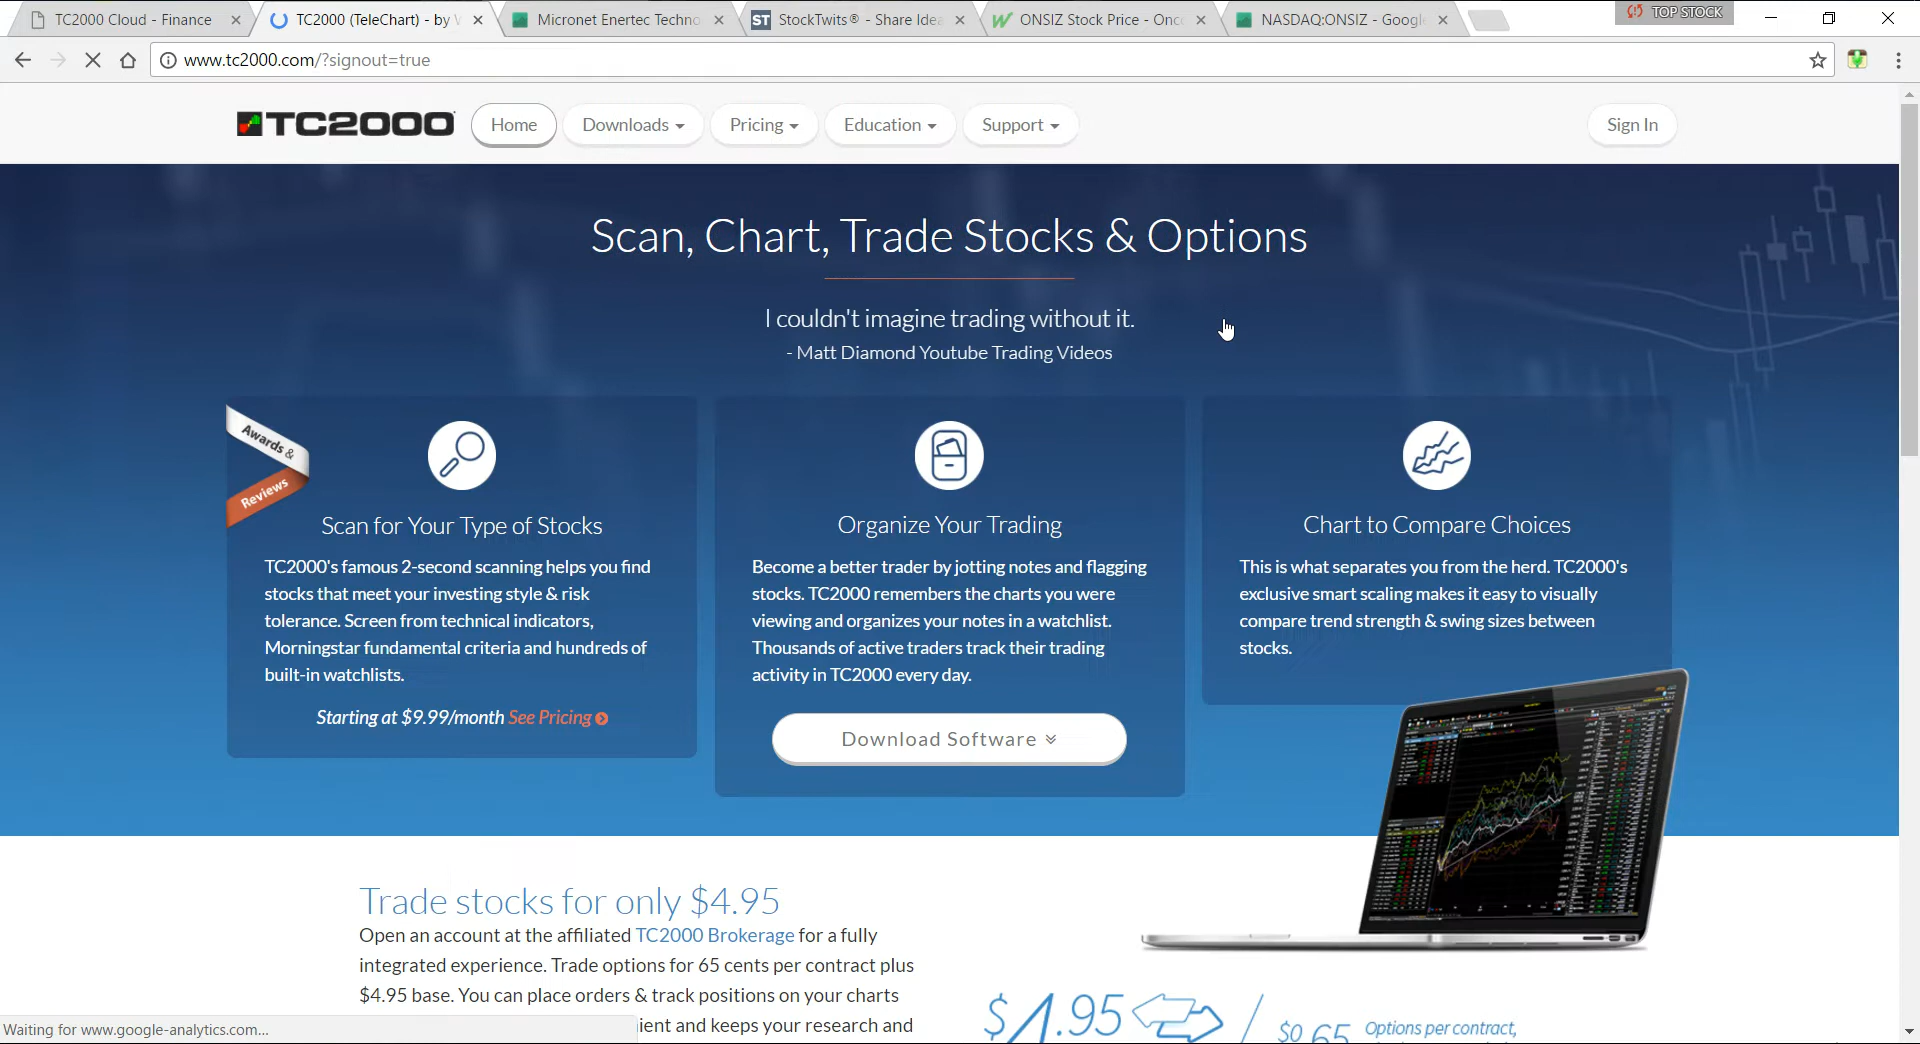 TC2000 Cloud - Finance
TC2000 (TeleChart) - by
Micronet Enertec Techno
ST StockTwits® - Share Idea
ONSIZ Stock Price - Onco
NASDAQ:ONSIZ - Google
TOP STOCK
www.tc2000.com/?signout=true
TC2000
Home
Downloads
Pricing
Education
Support
Sign In
Scan, Chart, Trade Stocks & Options
I couldn't imagine trading without it.
- Matt Diamond Youtube Trading Videos
Awards &
Reviews
Scan for Your Type of Stocks
TC2000's famous 2-second scanning helps you find
stocks that meet your investing style & risk
tolerance. Screen from technical indicators,
Morningstar fundamental criteria and hundreds of
built-in watchlists.
Starting at $9.99/month See Pricing
Organize Your Trading
Become a better trader by jotting notes and flagging
stocks. TC2000 remembers the charts you were
viewing and organizes your notes in a watchlist.
Thousands of active traders track their trading
activity in TC2000 every day.
Download Software
Chart to Compare Choices
This is what separates you from the herd. TC2000's
exclusive smart scaling makes it easy to visually
compare trend strength & swing sizes between
stocks.
Trade stocks for only $4.95
Open an account at the affiliated TC2000 Brokerage for a fully
integrated experience. Trade options for 65 cents per contract plus
$4.95 base. You can place orders & track positions on your charts
ient and keeps your research and
$4.95
$0.65
Options per contract,
Waiting for www.google-analytics.com...